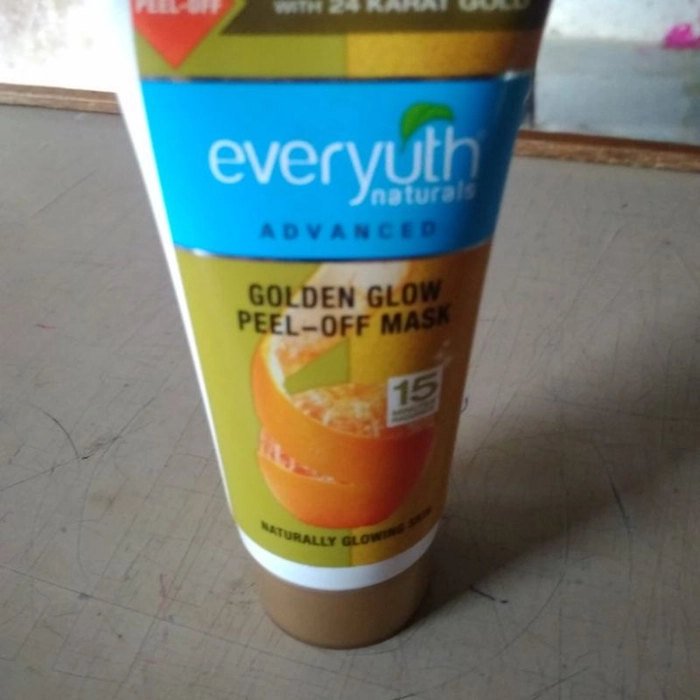 PEEL-OFF
WITH 24 KARAT GOLD
everyuth
naturals
ADVANCED
GOLDEN GLOW
PEEL-OFF MASK
15
NATURALLY GLOWING SKIN